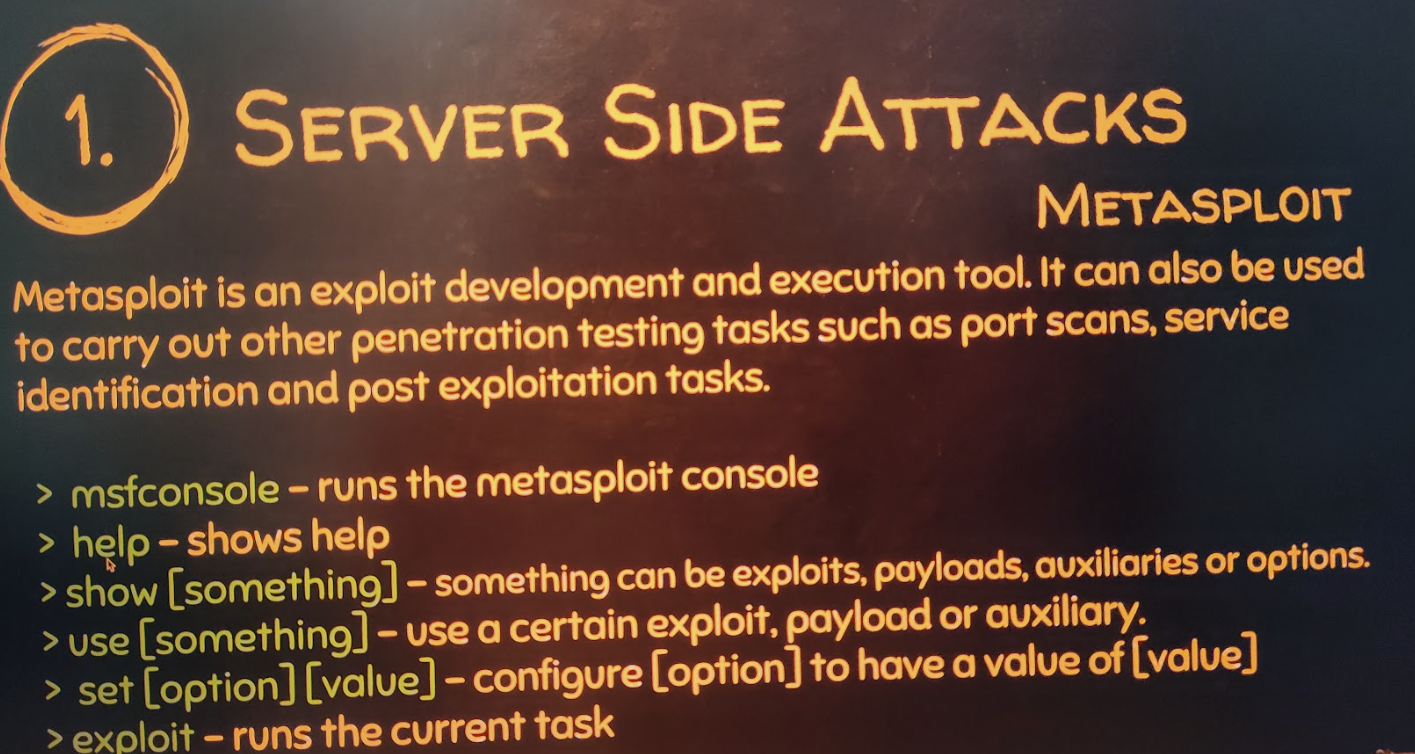 1.
SERVER SIDE ATTACKS
METASPLOIT
Metasploit is an exploit development and execution tool. It can also be used
to carry out other penetration testing tasks such as port scans, service
identification and post exploitation tasks.
> msfconsole – runs the metasploit console
> help – shows help
> show [something] – something can be exploits, payloads, auxiliaries or options.
> use [something] – use a certain exploit, payload or auxiliary.
> set [option] [value] – configure [option] to have a value of [value]
> exploit – runs the current task